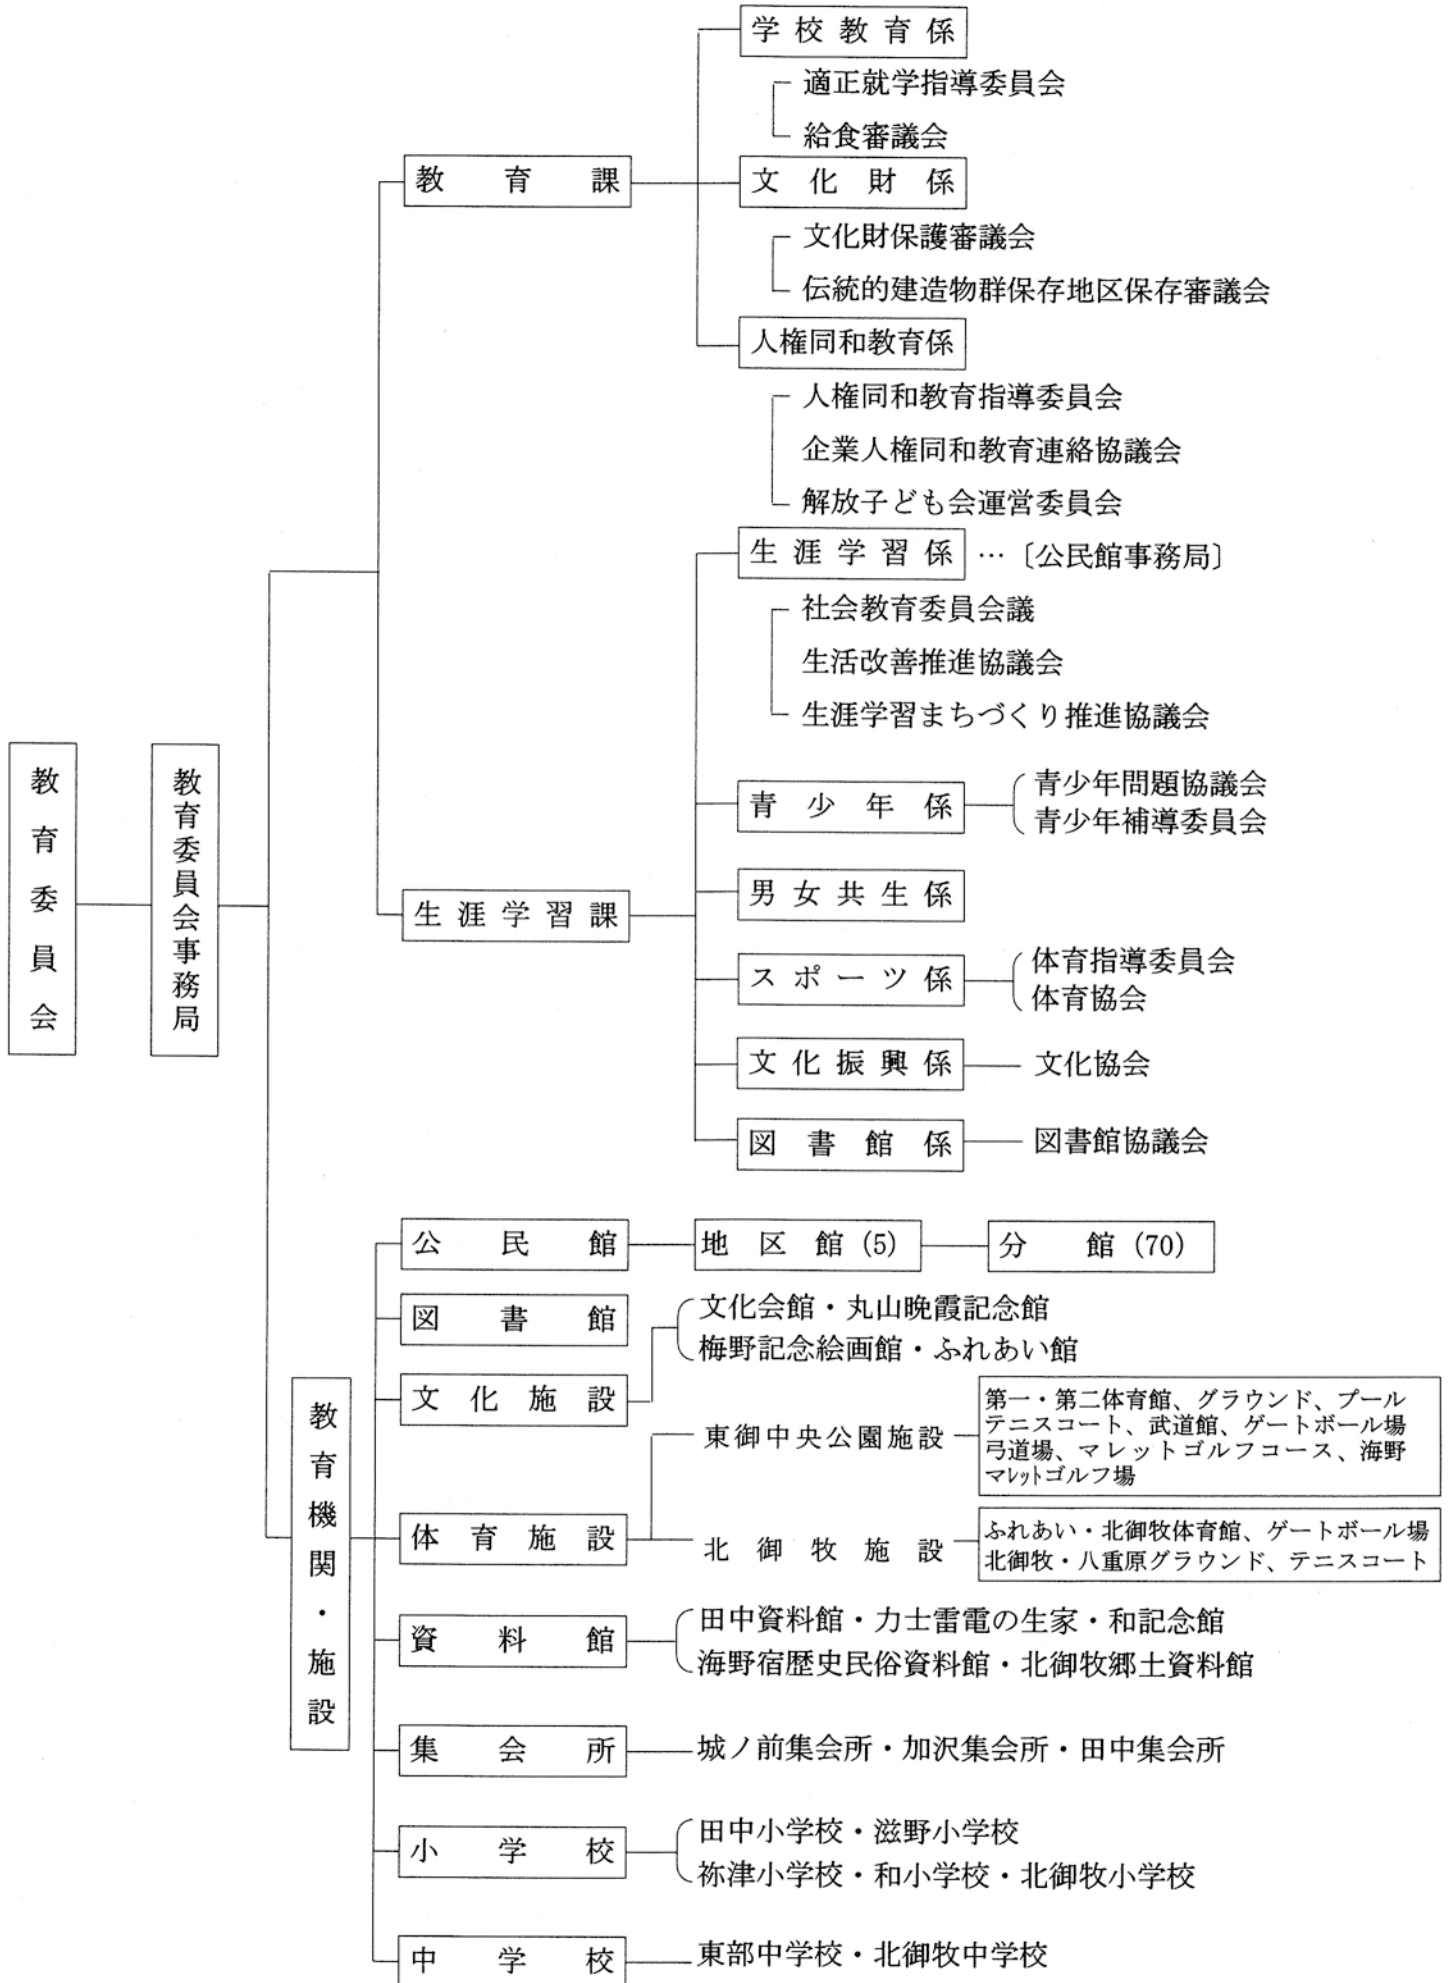 教育委員会
教育委員会事務局
教育課
学校教育係
適正就学指導委員会
給食審議会
文化財係
文化財保護審議会
伝統的建造物群保存地区保存審議会
人権同和教育係
人権同和教育指導委員会
企業人権同和教育連絡協議会
解放子ども会運営委員会
生涯学習課
生涯学習係 … 〔公民館事務局〕
社会教育委員会議
生活改善推進協議会
生涯学習まちづくり推進協議会
青少年係
青少年問題協議会
青少年補導委員会
男女共生係
スポーツ係
体育指導委員会
体育協会
文化振興係
文化協会
図書館係
図書館協議会
教育機関・施設
公民館
地区館(5)
分館(70)
図書館
文化施設
文化会館・丸山晩霞記念館
梅野記念絵画館・ふれあい館
体育施設
東御中央公園施設
第一・第二体育館、グラウンド、プール
テニスコート、武道館、ゲートボール場
弓道場、マレットゴルフコース、海野
マレットゴルフ場
北御牧施設
ふれあい・北御牧体育館、ゲートボール場
北御牧・八重原グラウンド、テニスコート
資料館
田中資料館・力士雷電の生家・和記念館
海野宿歴史民俗資料館・北御牧郷土資料館
集会所
城ノ前集会所・加沢集会所・田中集会所
小学校
田中小学校・滋野小学校
祢津小学校・和小学校・北御牧小学校
中学校
東部中学校・北御牧中学校